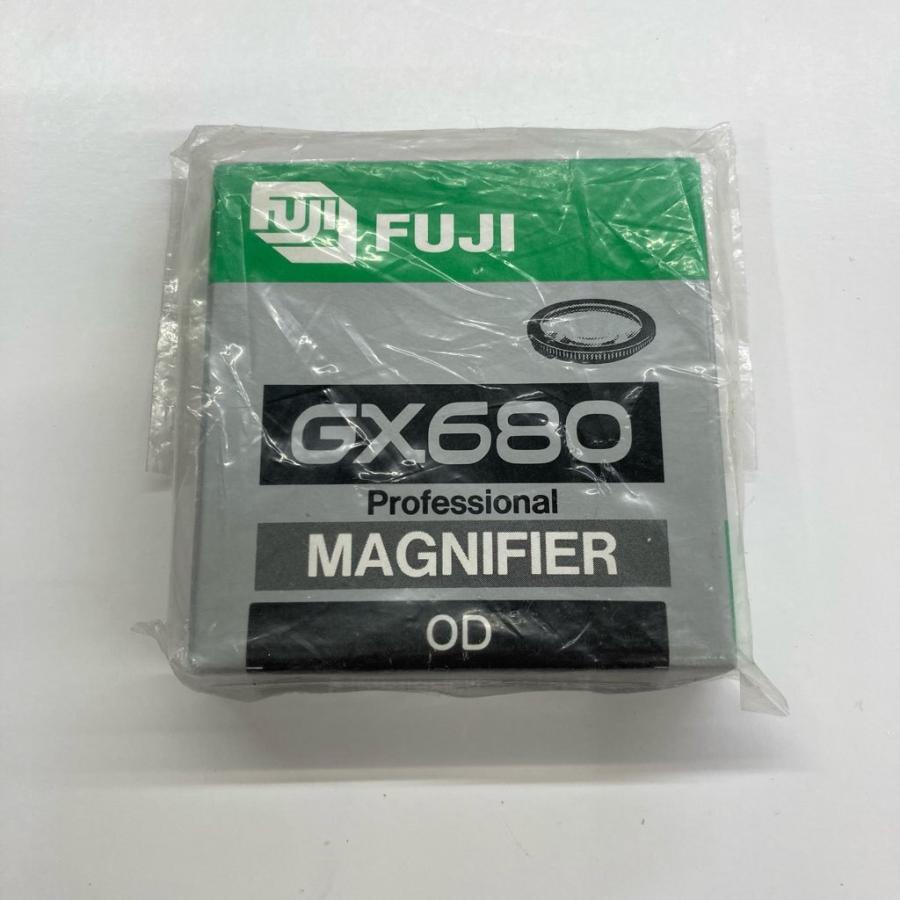 FUJI FUJI
GX680
Professional
MAGNIFIER
OD